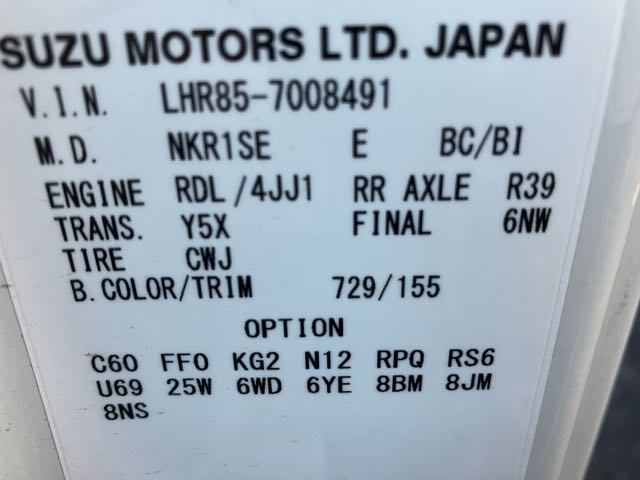 SUZU MOTORS LTD. JAPAN
V.I.N. LHR85-7008491
M.D. NKR1SE E BC/BI
ENGINE RDL/4JJ1 RR AXLE R39
TRANS. Y5X FINAL 6NW
TIRE CWJ
B.COLOR/TRIM 729/155
OPTION
C60 FF0 KG2 N12 RPQ RS6
U69 25W 6WD 6YE 8BM 8JM
8NS